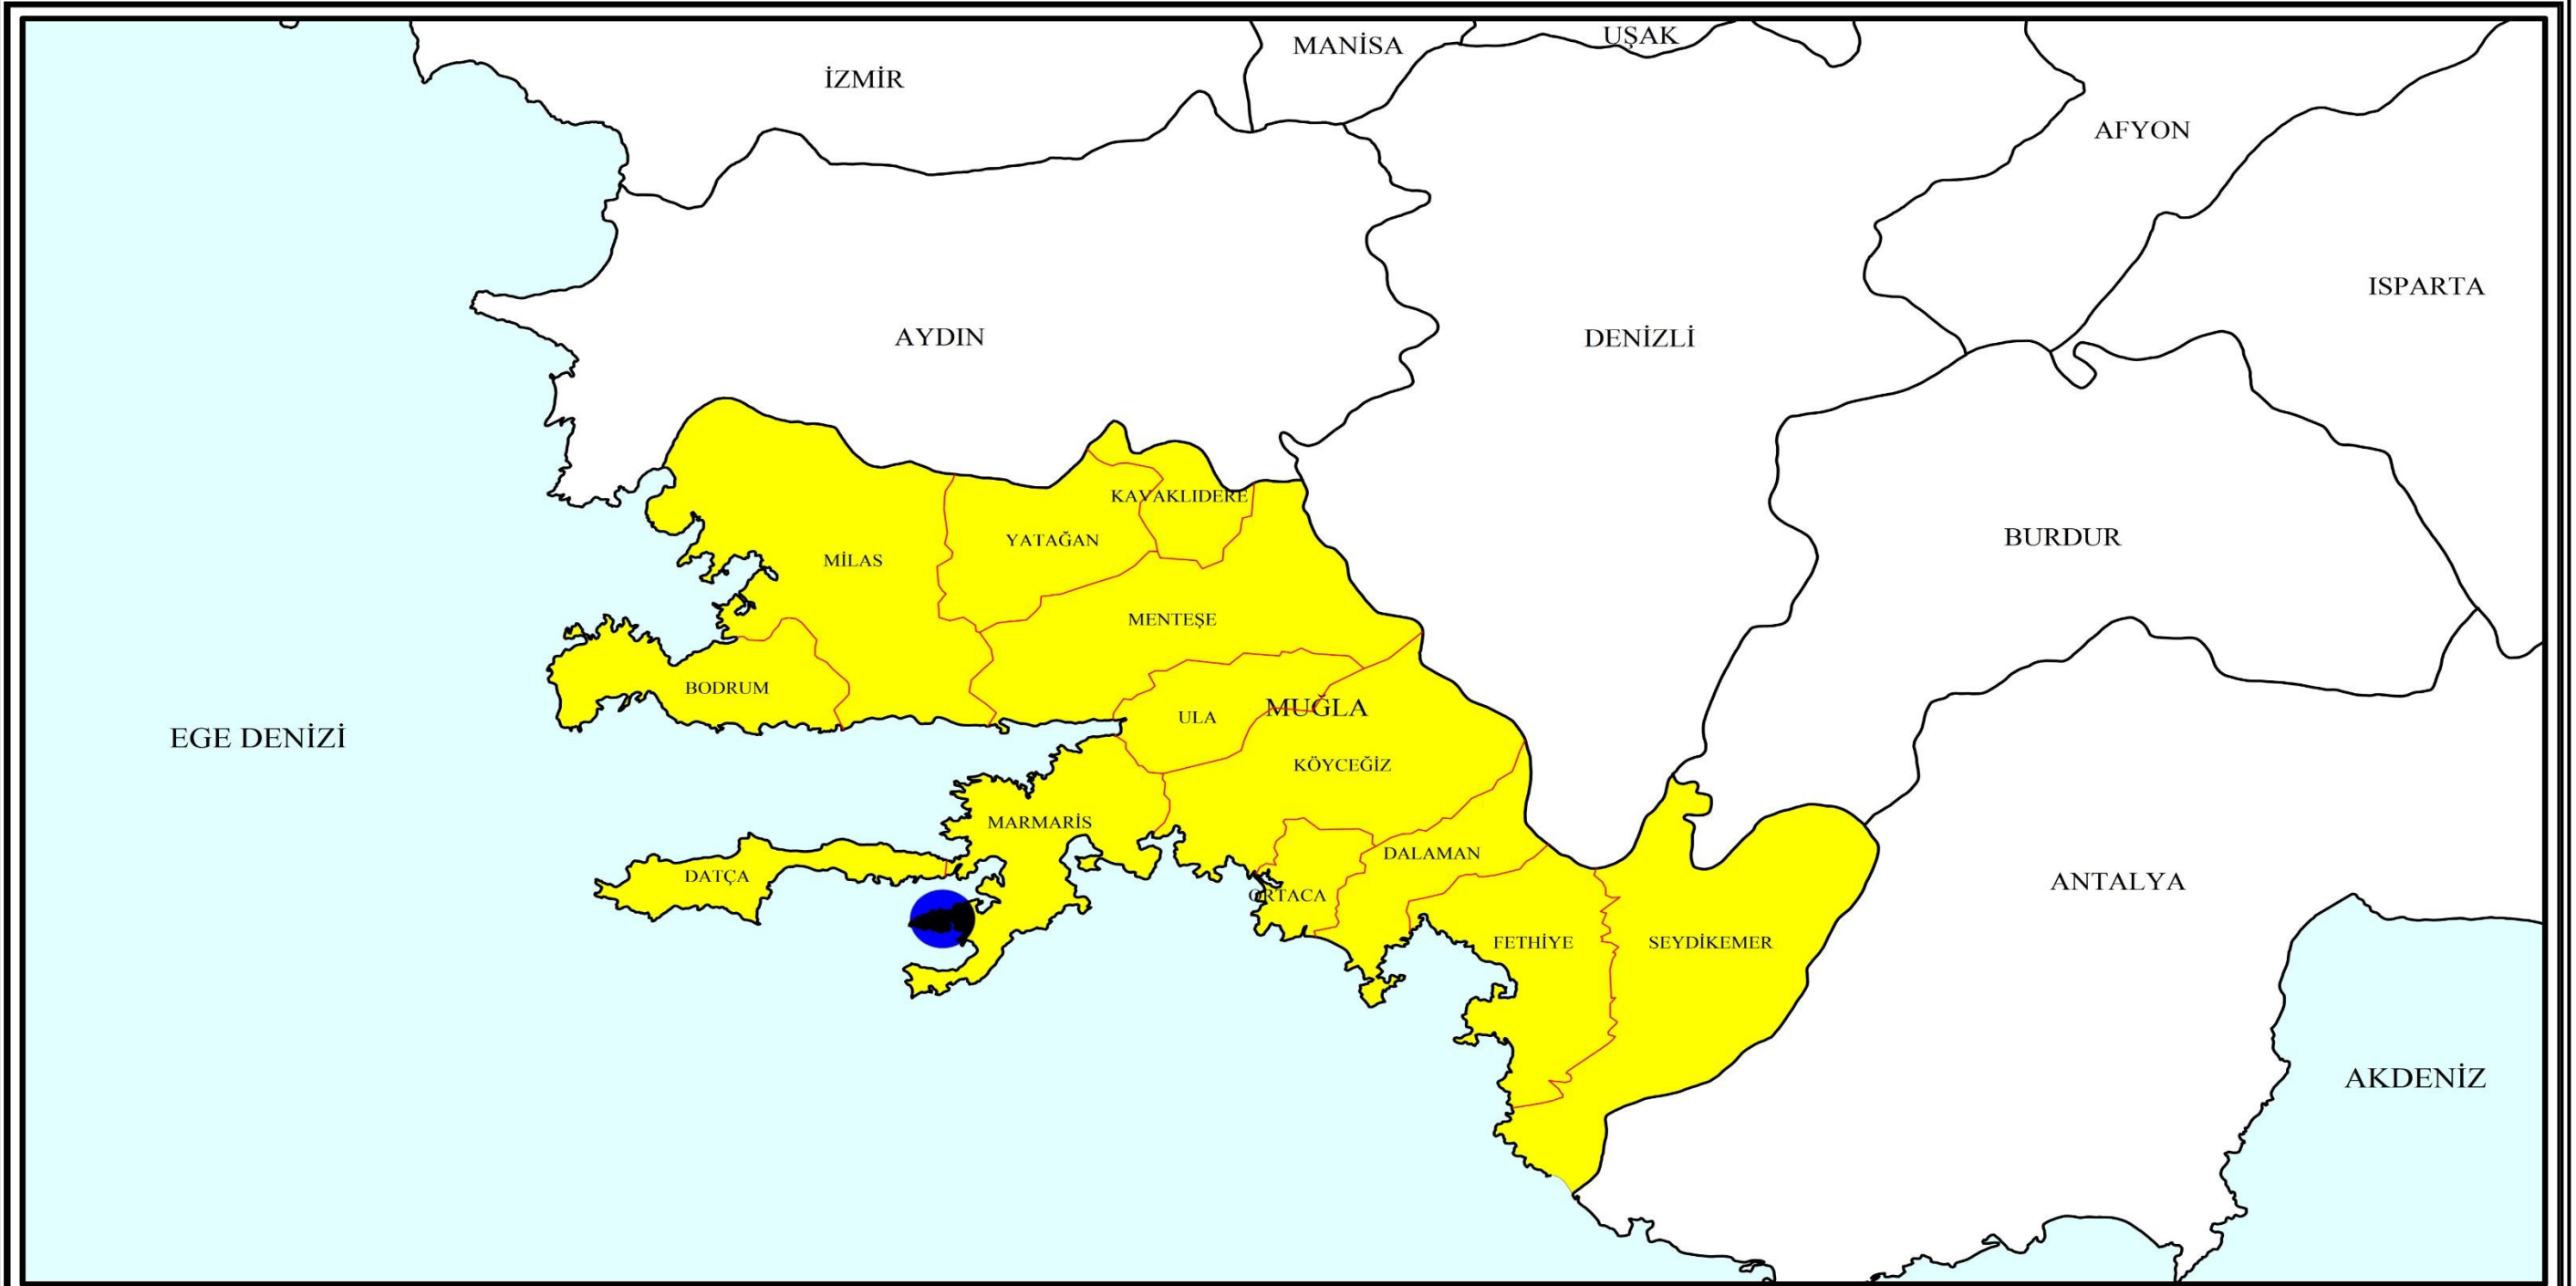 UŞAK
MANİSA
İZMİR
AFYON
ISPARTA
AYDIN
DENİZLİ
KAVAKLIDERE
YATAĞAN
BURDUR
MİLAS
MENTEŞE
BODRUM
MUĞLA
ULA
EGE DENİZİ
KÖYCEĞİZ
MARMARİS
DALAMAN
DATÇA
ANTALYA
ORTACA
FETHİYE
SEYDİKEMER
AKDENİZ